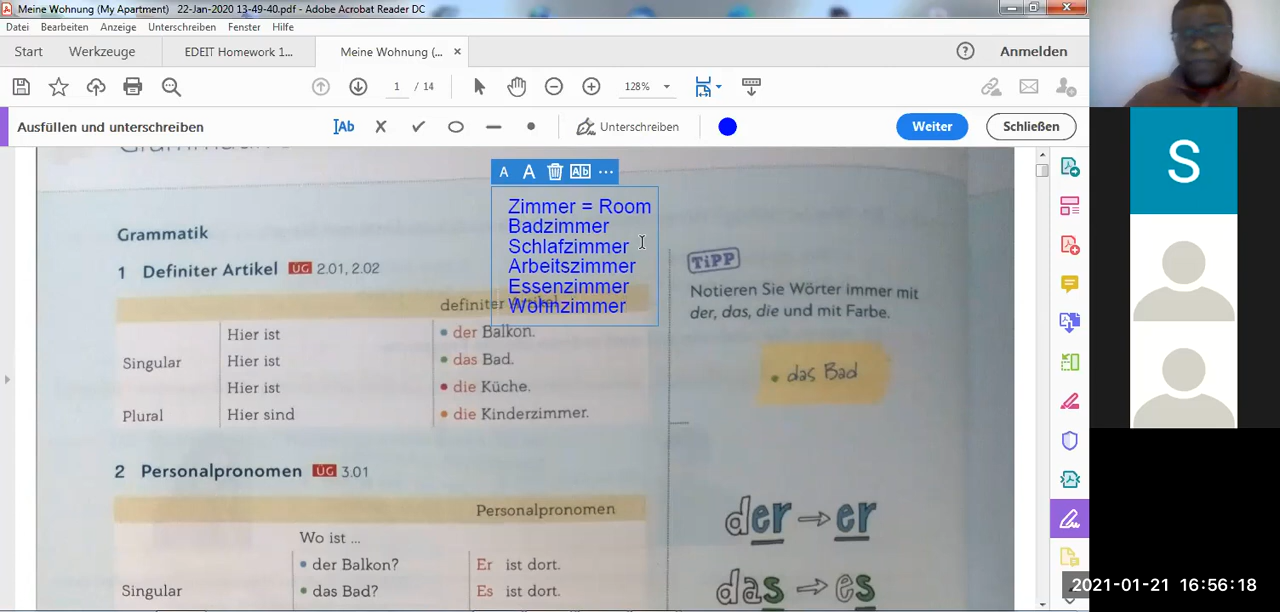 Meine Wohnung (My Apartment) 22-Jan-2020 13-49-40.pdf - Adobe Acrobat Reader DC
Datei Bearbeiten Anzeige Unterschreiben Fenster Hilfe
Start Werkzeuge EDEIT Homework 1... Meine Wohnung (... × Anmelden
1 / 14 128%
Ausfüllen und unterschreiben Ab Unterschreiben Weiter Schließen
A A Ab ...
S
Zimmer = Room
Badzimmer
Schlafzimmer
Arbeitszimmer
Essenzimmer
Wohnzimmer
Grammatik
1 Definiter Artikel UG 2.01, 2.02
definiter Artikel
Hier ist • der Balkon.
Singular Hier ist • das Bad.
Hier ist • die Küche.
Plural Hier sind • die Kinderzimmer.
TiPP
Notieren Sie Wörter immer mit
der, das, die und mit Farbe.
• das Bad
2 Personalpronomen UG 3.01
Personalpronomen
Wo ist ...
• der Balkon? Er ist dort.
Singular • das Bad? Es ist dort.
der ⇒ er
das ⇒ es
2021-01-21 16:56:18